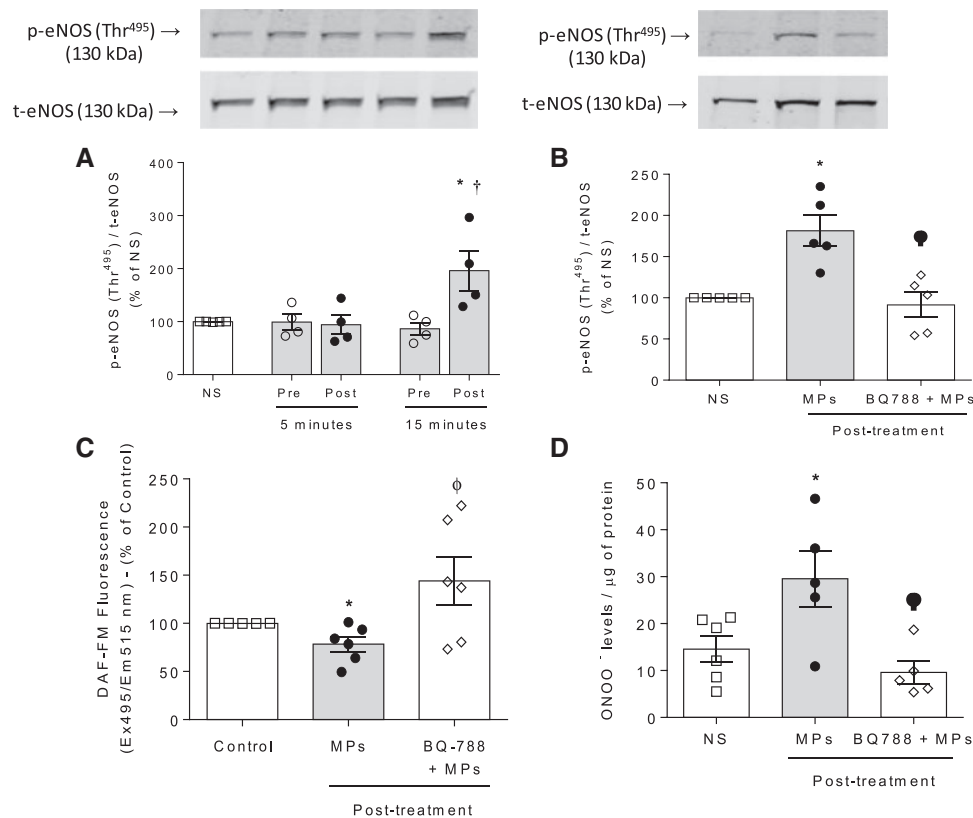 p-eNOS (Thr⁴⁹⁵) →
(130 kDa)
t-eNOS (130 kDa) →
p-eNOS (Thr⁴⁹⁵) →
(130 kDa)
t-eNOS (130 kDa) →
A
p-eNOS (Thr⁴⁹⁵) / t-eNOS
(% of NS)
400
300
200
100
0
* †
NS
Pre
Post
Pre
Post
5 minutes
15 minutes
B
p-eNOS (Thr⁴⁹⁵) / t-eNOS
(% of NS)
250
200
150
100
50
0
*
NS
MPs
BQ788 + MPs
Post-treatment
C
DAF-FM Fluorescence
(Ex495/Em515 nm) - (% of Control)
250
200
150
100
50
0
*
ϕ
Control
MPs
BQ-788
+ MPs
Post-treatment
D
ONOO⁻ levels / µg of protein
50
40
30
20
10
0
*
NS
MPs
BQ788 + MPs
Post-treatment